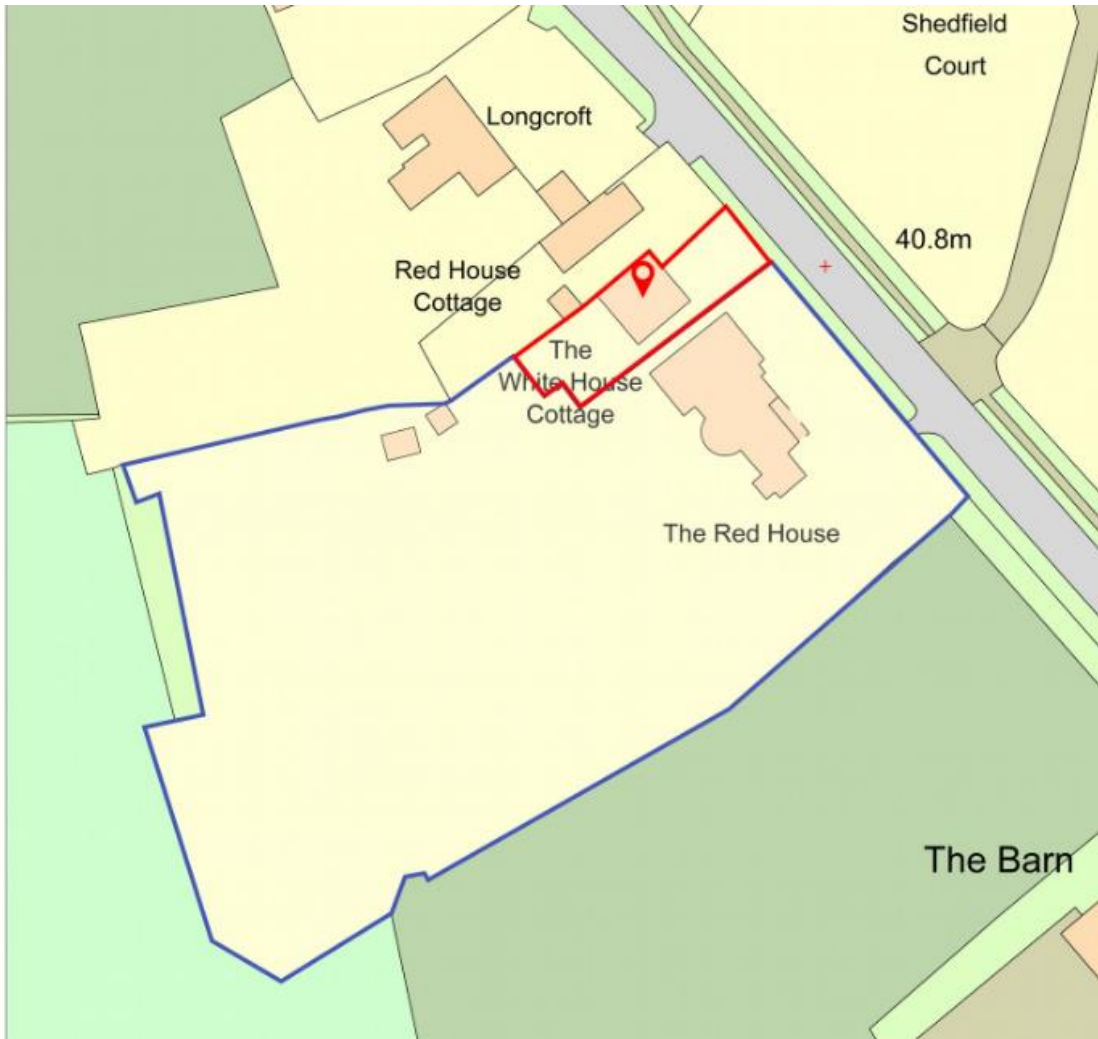 Shedfield
Court
Longcroft
40.8m
Red House
Cottage
The
White House
Cottage
The Red House
The Barn